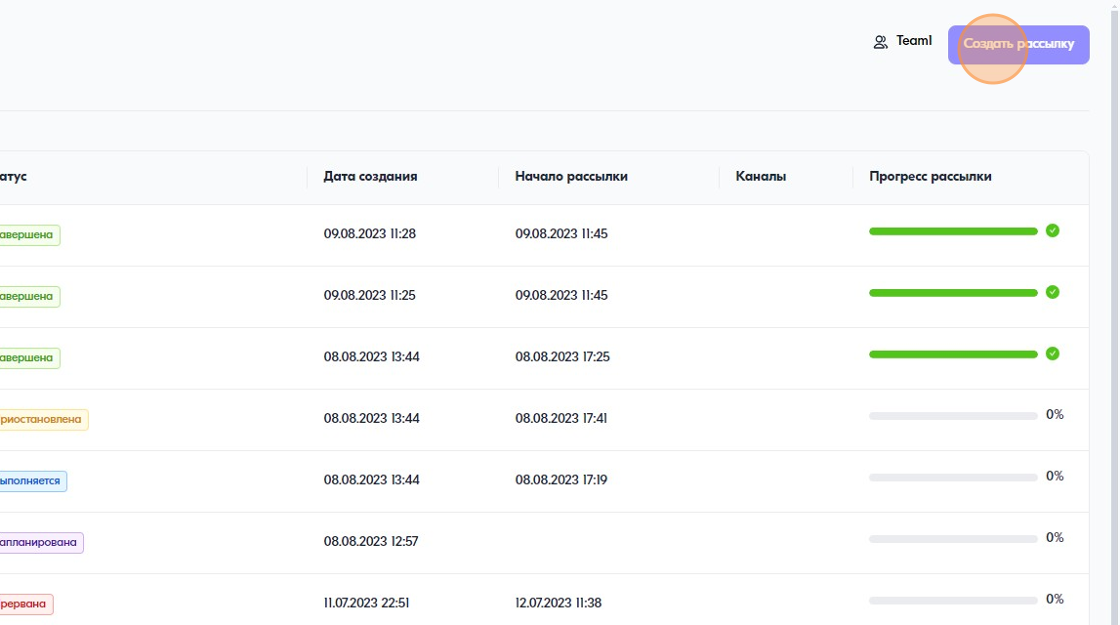 Team1
Создать рассылку
атус Дата создания Начало рассылки Каналы Прогресс рассылки
авершена 09.08.2023 11:28 09.08.2023 11:45
авершена 09.08.2023 11:25 09.08.2023 11:45
авершена 08.08.2023 13:44 08.08.2023 17:25
риостановлена 08.08.2023 13:44 08.08.2023 17:41 0%
ыполняется 08.08.2023 13:44 08.08.2023 17:19 0%
апланирована 08.08.2023 12:57 0%
рервана 11.07.2023 22:51 12.07.2023 11:38 0%